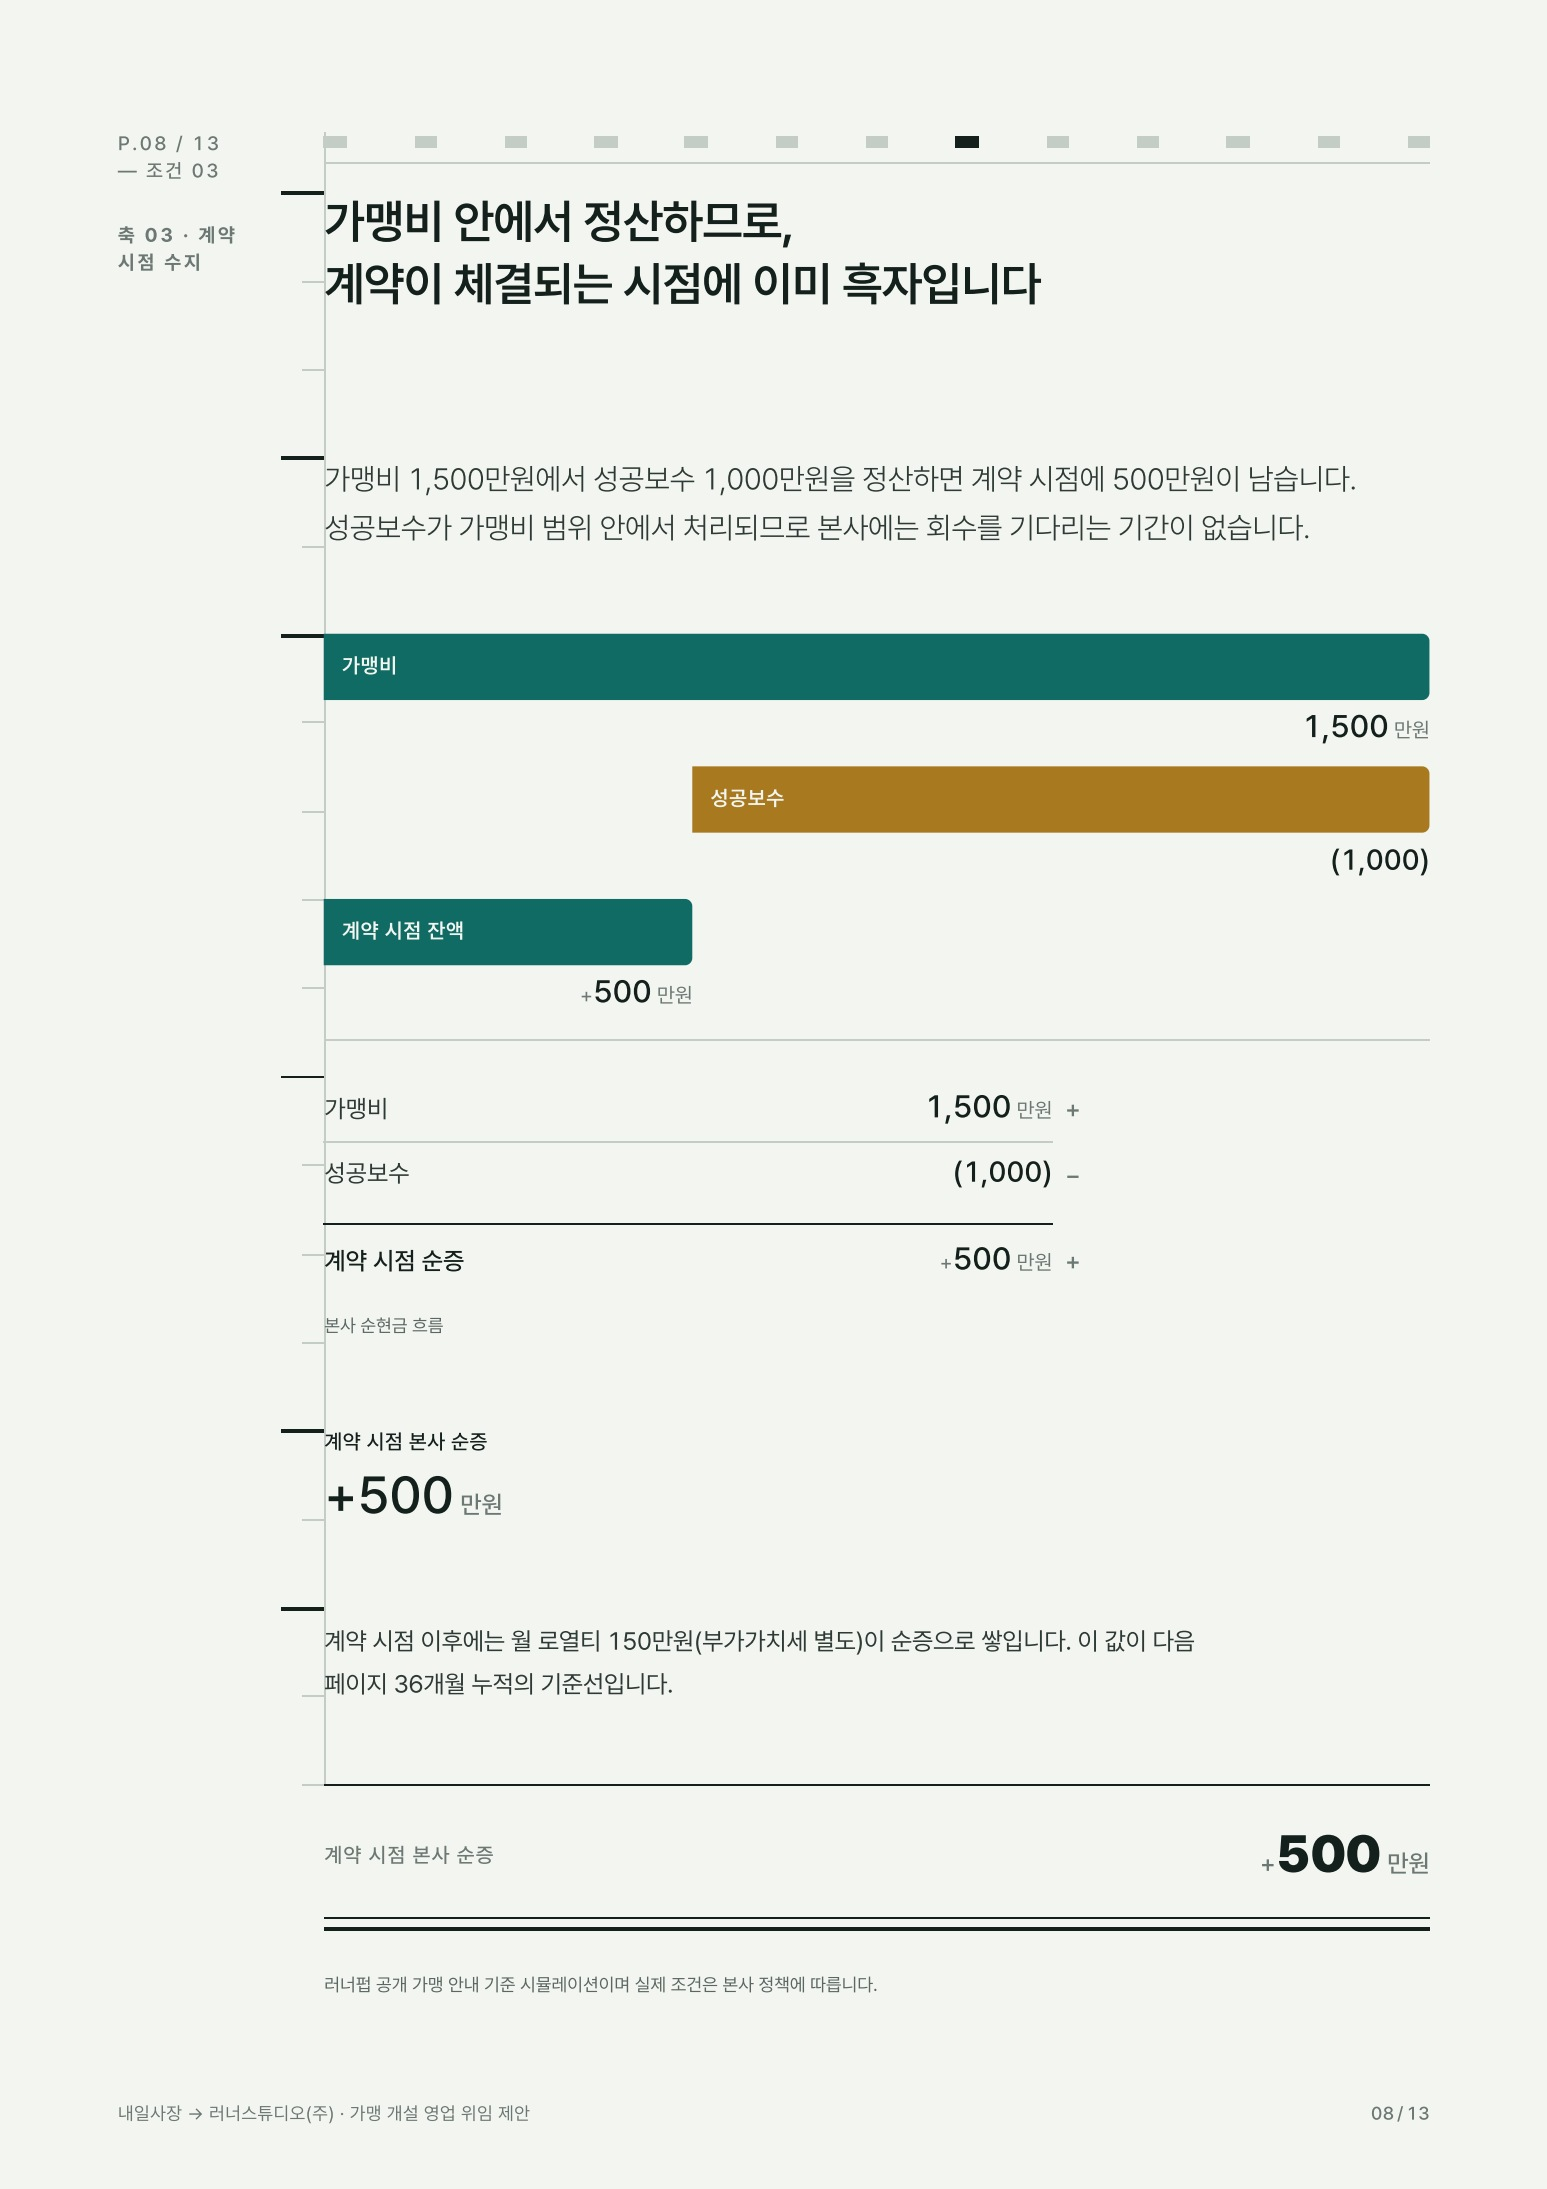 P.08 / 13
— 조건 03
축 03 · 계약
시점 수지
가맹비 안에서 정산하므로,
계약이 체결되는 시점에 이미 흑자입니다
가맹비 1,500만원에서 성공보수 1,000만원을 정산하면 계약 시점에 500만원이 남습니다.
성공보수가 가맹비 범위 안에서 처리되므로 본사에는 회수를 기다리는 기간이 없습니다.
가맹비
1,500 만원
성공보수
(1,000)
계약 시점 잔액
+500 만원
가맹비 1,500 만원 +
성공보수 (1,000) −
계약 시점 순증 +500 만원 +
본사 순현금 흐름
계약 시점 본사 순증
+500 만원
계약 시점 이후에는 월 로열티 150만원(부가가치세 별도)이 순증으로 쌓입니다. 이 값이 다음
페이지 36개월 누적의 기준선입니다.
계약 시점 본사 순증 +500 만원
러너펍 공개 가맹 안내 기준 시뮬레이션이며 실제 조건은 본사 정책에 따릅니다.
내일사장 → 러너스튜디오(주) · 가맹 개설 영업 위임 제안 08 / 13